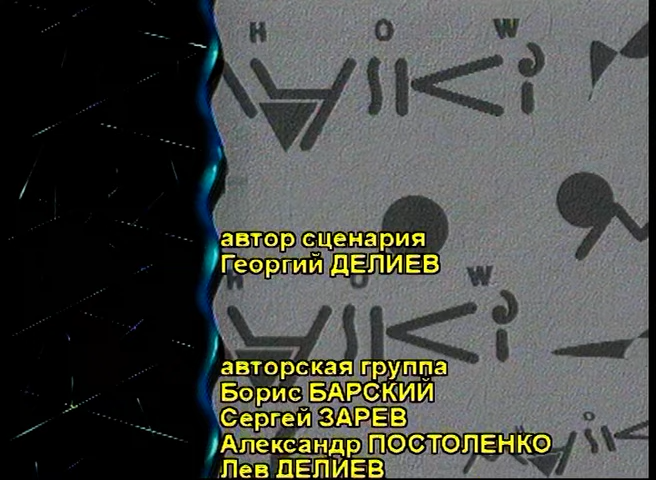 H O W
автор сценария
Георгий ДЕЛИЕВ
H O W
авторская группа
Борис БАРСКИЙ
Сергей ЗАРЕВ
Александр ПОСТОЛЕНКО
Лев ДЕЛИЕВ